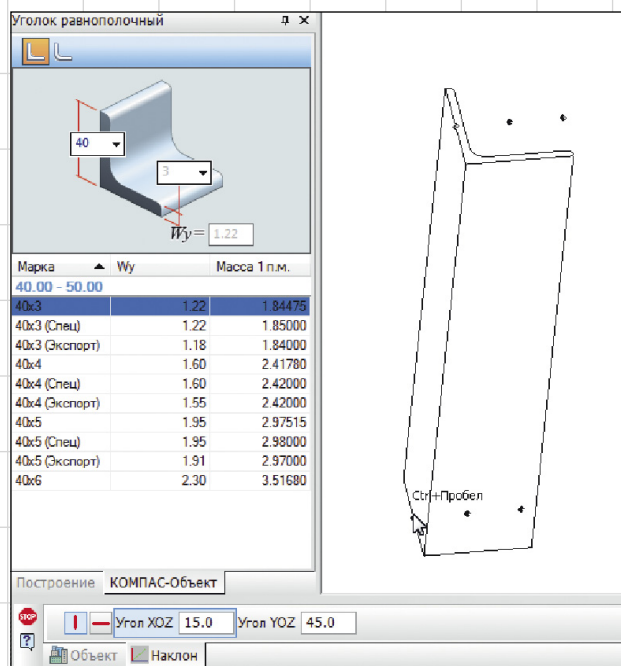 Уголок равнополочный
40
3
Wy= 1.22
Марка Wy Масса 1 п.м.
40.00 - 50.00
40x3 1.22 1.84475
40x3 (Спец) 1.22 1.85000
40x3 (Экспорт) 1.18 1.84000
40x4 1.60 2.41780
40x4 (Спец) 1.60 2.42000
40x4 (Экспорт) 1.55 2.42000
40x5 1.95 2.97515
40x5 (Спец) 1.95 2.98000
40x5 (Экспорт) 1.91 2.97000
40x6 2.30 3.51680
Ctrl+Пробел
Построение КОМПАС-Объект
STOP Угол XOZ 15.0 Угол YOZ 45.0
Объект Наклон